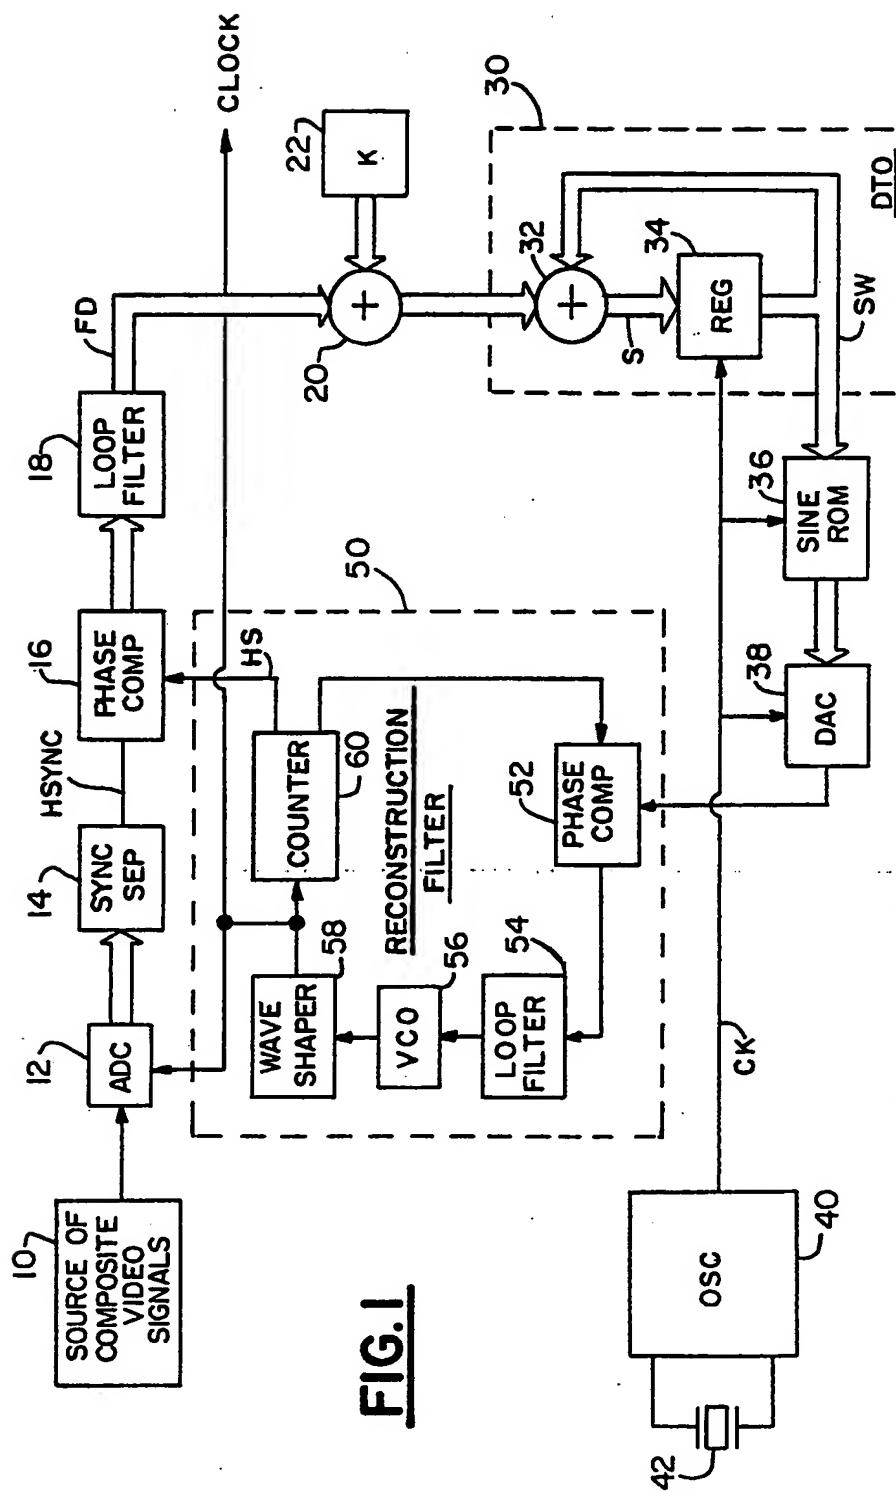 10
SOURCE OF
COMPOSITE
VIDEO
SIGNALS
12
ADC
14
SYNC
SEP
HSYNC
16
PHASE
COMP
18
LOOP
FILTER
FD
CLOCK
22
K
20
+
HS
50
COUNTER
60
WAVE
SHAPER
58
VCO
56
LOOP
FILTER
54
RECONSTRUCTION
FILTER
52
PHASE
COMP
30
32
+
S
34
REG
DTO
SW
36
SINE
ROM
38
DAC
CK
OSC
40
42
FIG. 1